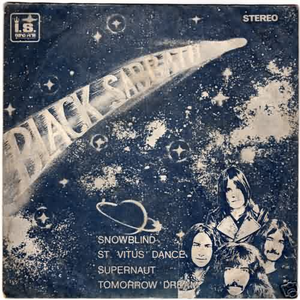 i.s.
STEREO
BLACK SABBATH
SNOWBLIND
ST. VITUS' DANCE
SUPERNAUT
TOMORROW DREAM